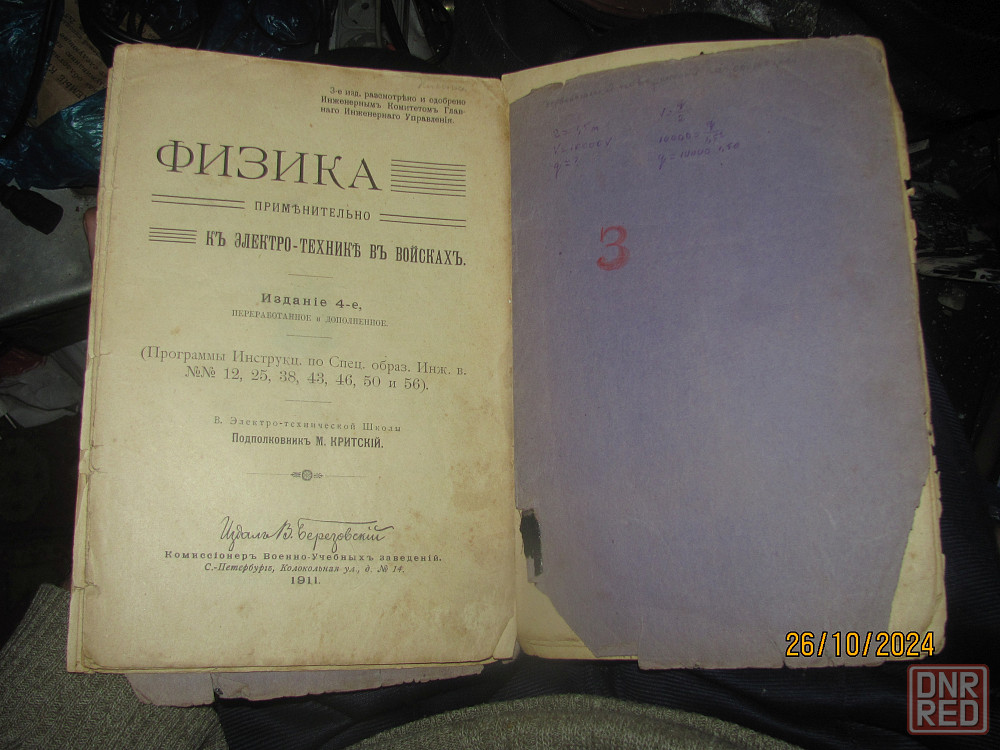 3-е изд. разсмотрѣно и одобрено
Инженернымъ Комитетомъ Глав-
наго Инженернаго Управленія.
ФИЗИКА
ПРИМѢНИТЕЛЬНО
КЪ ЭЛЕКТРО-ТЕХНИКѢ ВЪ ВОЙСКАХЪ.
Изданіе 4-е,
ПЕРЕРАБОТАННОЕ и ДОПОЛНЕННОЕ.
(Программы Инструкц. по Спец. образ. Инж. в.
№№ 12, 25, 38, 43, 46, 50 и 56).
В. Электро-технической Школы
Подполковникъ М. КРИТСКІЙ.
Издалъ В. Березовскій
Комиссіонеръ Военно-Учебныхъ заведеній.
С.-Петербургъ, Колокольная ул., д. № 14.
1911.
3
26/10/2024
DNR
RED